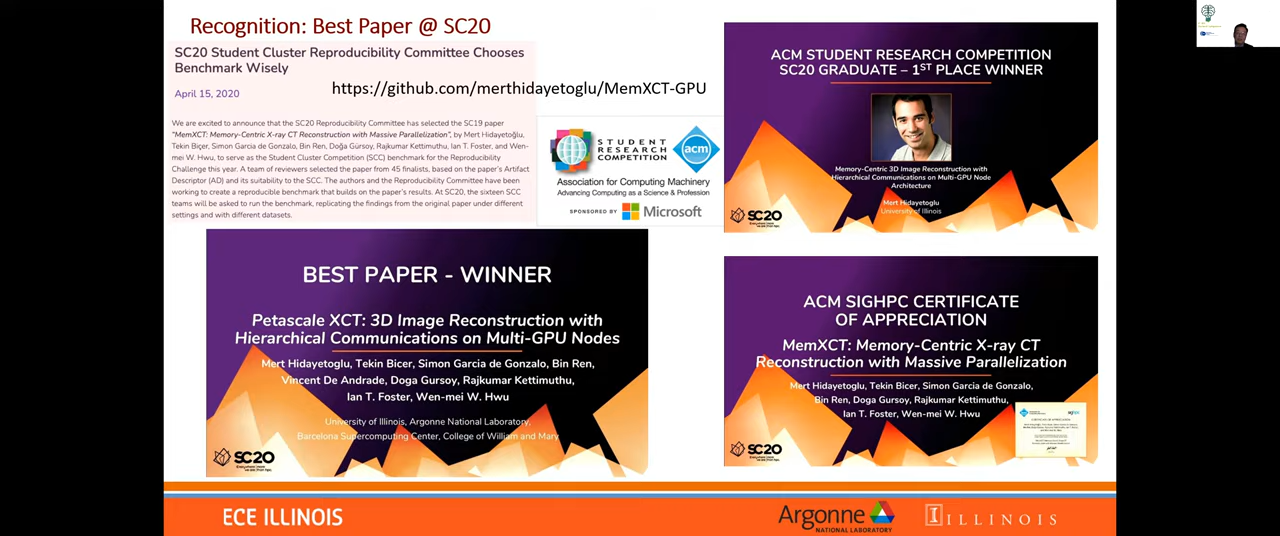 Recognition: Best Paper @ SC20
SC20 Student Cluster Reproducibility Committee Chooses
Benchmark Wisely
April 15, 2020
https://github.com/merthidayetoglu/MemXCT-GPU
We are excited to announce that the SC20 Reproducibility Committee has selected the SC19 paper
"MemXCT: Memory-Centric X-ray CT Reconstruction with Massive Parallelization", by Mert Hidayetoğlu,
Tekin Biçer, Simon Garcia de Gonzalo, Bin Ren, Doğa Gürsoy, Rajkumar Kettimuthu, Ian T. Foster, and Wen-
mei W. Hwu, to serve as the Student Cluster Competition (SCC) benchmark for the Reproducibility
Challenge this year. A team of reviewers selected the paper from 45 finalists, based on the paper's Artifact
Descriptor (AD) and its suitability to the SCC. The authors and the Reproducibility Committee have been
working to create a reproducible benchmark that builds on the paper's results. At SC20, the sixteen SCC
teams will be asked to run the benchmark, replicating the findings from the original paper under different
settings and with different datasets.
STUDENT
RESEARCH
COMPETITION
acm
Association for Computing Machinery
Advancing Computing as a Science & Profession
SPONSORED BY Microsoft
ACM STUDENT RESEARCH COMPETITION
SC20 GRADUATE – 1ST PLACE WINNER
Memory-Centric 3D Image Reconstruction with
Hierarchical Communications on Multi-GPU Node
Architecture
Mert Hidayetoglu
University of Illinois
SC20
BEST PAPER - WINNER
Petascale XCT: 3D Image Reconstruction with
Hierarchical Communications on Multi-GPU Nodes
Mert Hidayetoglu, Tekin Bicer, Simon Garcia de Gonzalo, Bin Ren,
Vincent De Andrade, Doga Gursoy, Rajkumar Kettimuthu,
Ian T. Foster, Wen-mei W. Hwu
University of Illinois, Argonne National Laboratory,
Barcelona Supercomputing Center, College of William and Mary
SC20
ACM SIGHPC CERTIFICATE
OF APPRECIATION
MemXCT: Memory-Centric X-ray CT
Reconstruction with Massive Parallelization
Mert Hidayetoglu, Tekin Bicer, Simon Garcia de Gonzalo,
Bin Ren, Doga Gursoy, Rajkumar Kettimuthu,
Ian T. Foster, Wen-mei W. Hwu
SC20
ECE ILLINOIS
Argonne
NATIONAL LABORATORY
I ILLINOIS